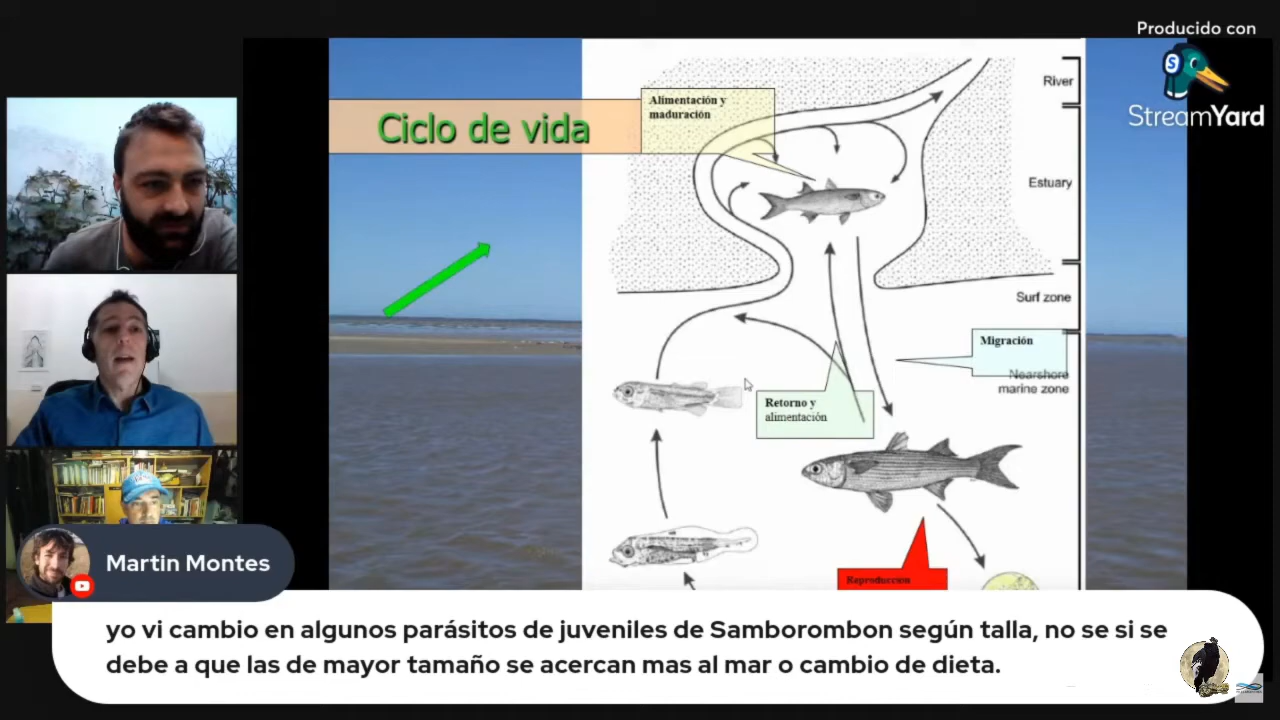 Producido con
StreamYard
Ciclo de vida
Alimentación y
maduración
River
Estuary
Surf zone
Migración
Nearshore
marine zone
Retorno y
alimentación
Reproducción
Martin Montes
yo vi cambio en algunos parásitos de juveniles de Samborombon según talla, no se si se
debe a que las de mayor tamaño se acercan mas al mar o cambio de dieta.